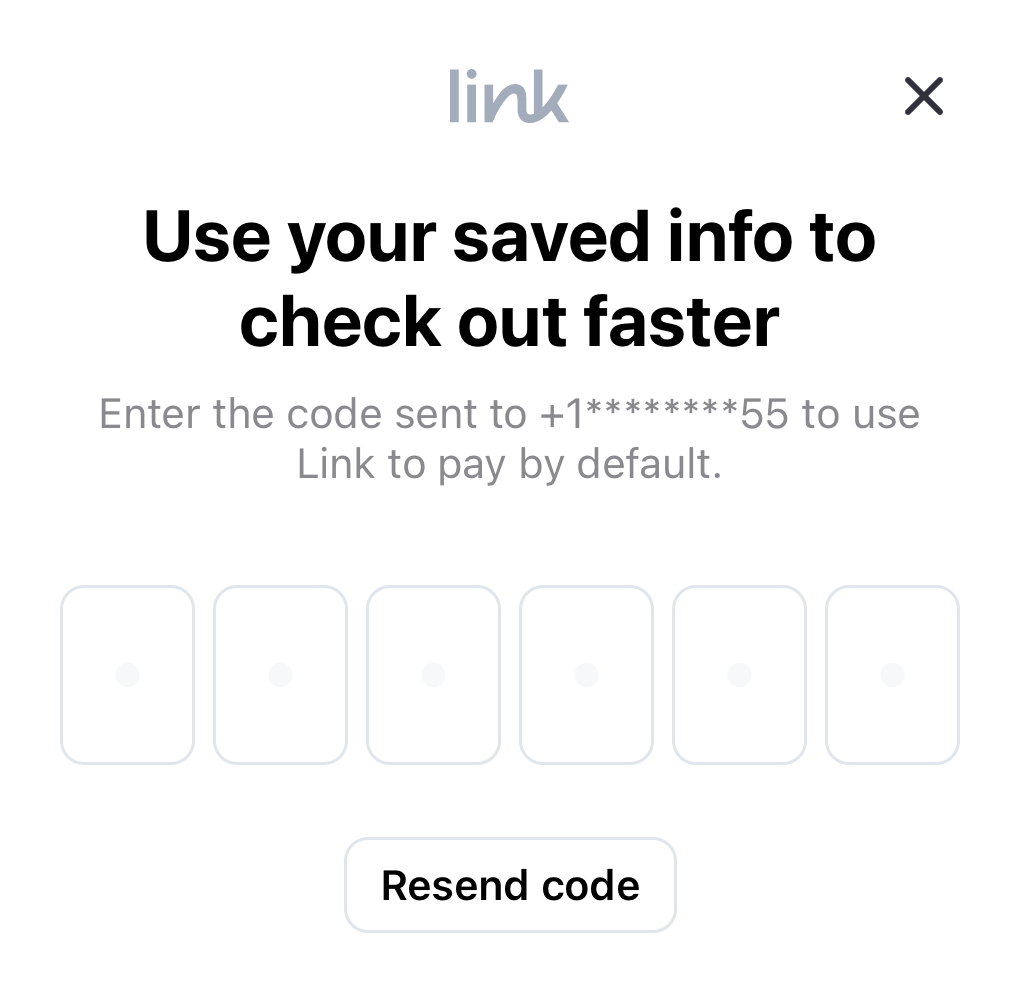 link
Use your saved info to
check out faster
Enter the code sent to +1********55 to use
Link to pay by default.
Resend code